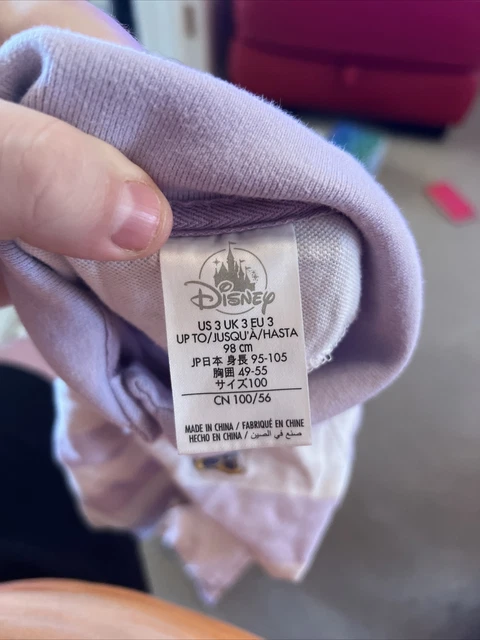 Disney
US 3 UK 3 EU 3
UP TO/JUSQU'À/HASTA
98 cm
JP日本 身長 95-105
胸囲 49-55
サイズ100
CN 100/56
MADE IN CHINA / FABRIQUÉ EN CHINE
HECHO EN CHINA / صنع في الصين